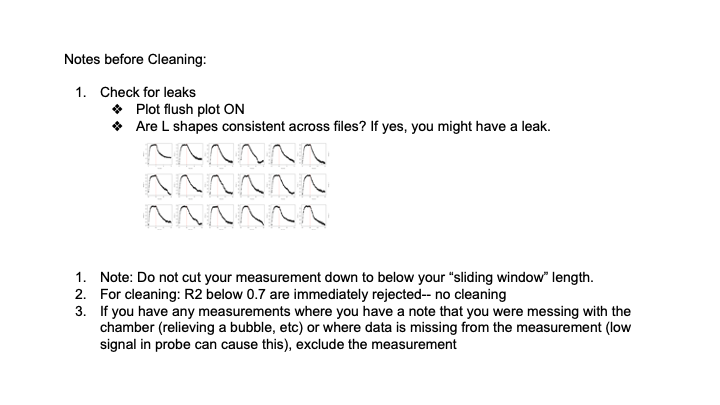 Notes before Cleaning:
1. Check for leaks
❖ Plot flush plot ON
❖ Are L shapes consistent across files? If yes, you might have a leak.
1. Note: Do not cut your measurement down to below your “sliding window” length.
2. For cleaning: R2 below 0.7 are immediately rejected-- no cleaning
3. If you have any measurements where you have a note that you were messing with the
chamber (relieving a bubble, etc) or where data is missing from the measurement (low
signal in probe can cause this), exclude the measurement